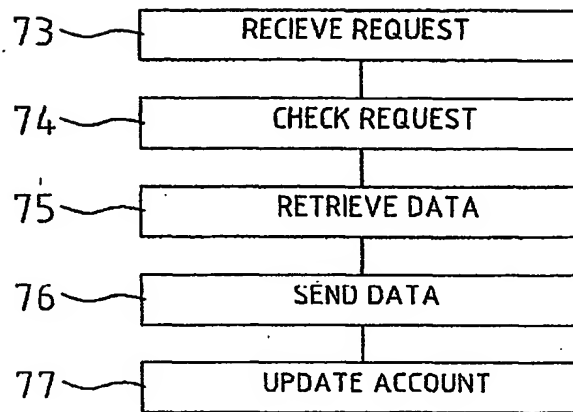 73 RECIEVE REQUEST
74 CHECK REQUEST
75 RETRIEVE DATA
76 SEND DATA
77 UPDATE ACCOUNT